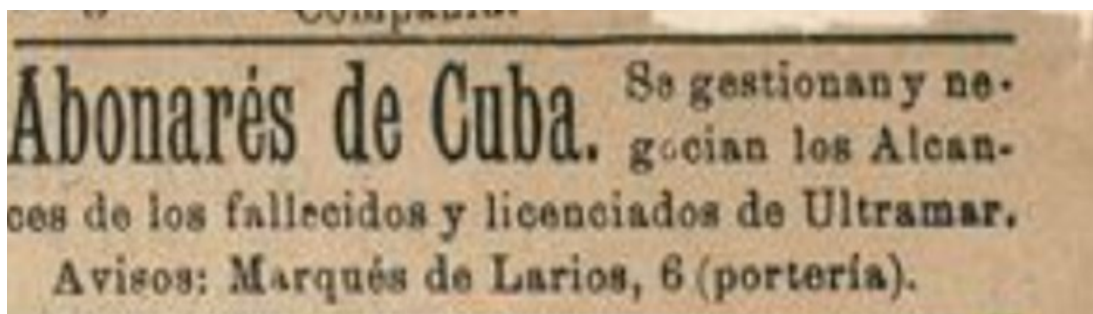 Compañía.
Abonarés de Cuba. Se gestionan y ne-
gocian los Alcan-
ces de los fallecidos y licenciados de Ultramar.
Avisos: Marqués de Larios, 6 (portería).